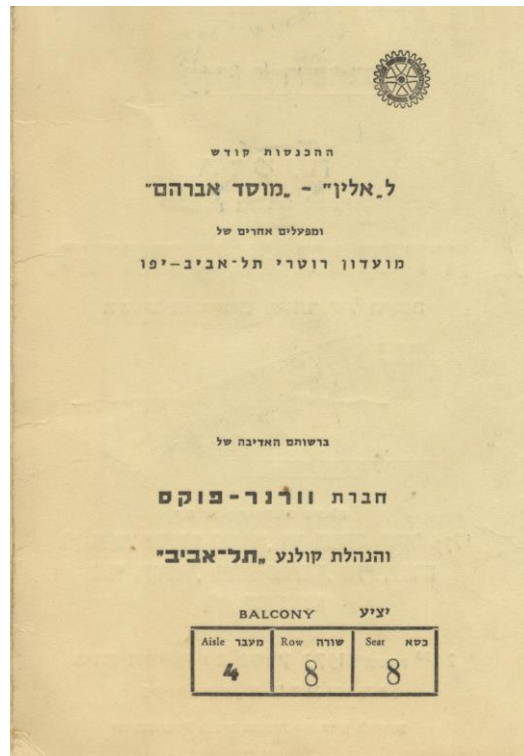 ההכנסות קודש
ל„אלין" - „מוסד אברהם"
ומפעלים אחרים של
מועדון רוטרי תל-אביב-יפו
ברשותם האדיבה של
חברת וורנר-פוקס
והנהלת קולנע „תל-אביב"
BALCONY יציע
כסא Seat שורה Row מעבר Aisle
8 8 4